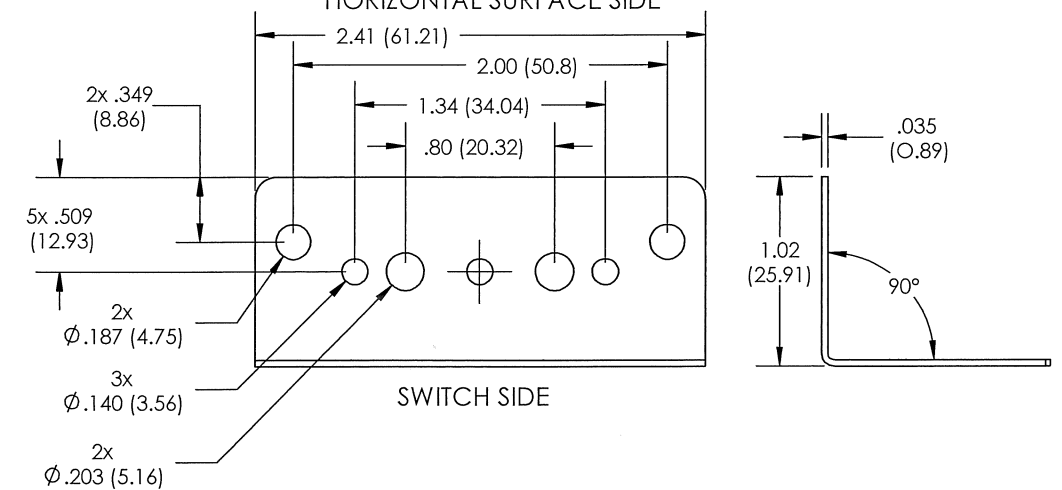 HORIZONTAL SURFACE SIDE
2.41 (61.21)
2.00 (50.8)
2x .349
(8.86)
1.34 (34.04)
.80 (20.32)
.035
(O.89)
5x .509
(12.93)
1.02
(25.91)
90°
2x
Ø.187 (4.75)
3x
Ø.140 (3.56)
SWITCH SIDE
2x
Ø.203 (5.16)